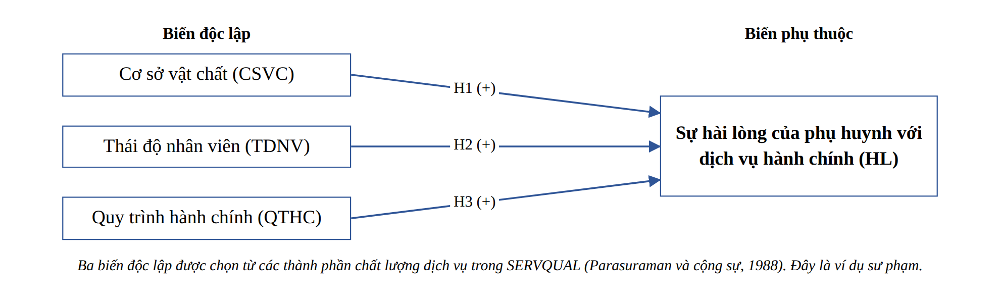 Biến độc lập
Biến phụ thuộc
Cơ sở vật chất (CSVC)
H1 (+)
Thái độ nhân viên (TDNV)
H2 (+)
Sự hài lòng của phụ huynh với
dịch vụ hành chính (HL)
Quy trình hành chính (QTHC)
H3 (+)
Ba biến độc lập được chọn từ các thành phần chất lượng dịch vụ trong SERVQUAL (Parasuraman và cộng sự, 1988). Đây là ví dụ sư phạm.